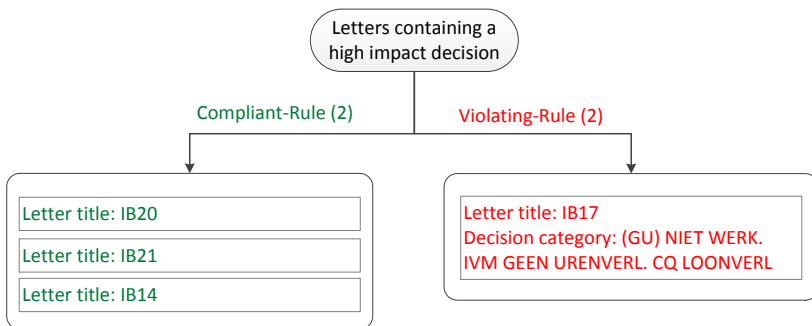 Letters containing a
high impact decision
Compliant-Rule (2)
Violating-Rule (2)
Letter title: IB20
Letter title: IB21
Letter title: IB14
Letter title: IB17
Decision category: (GU) NIET WERK.
IVM GEEN URENVERL. CQ LOONVERL